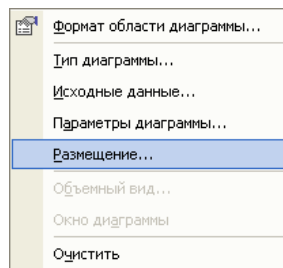 Формат области диаграммы...
Тип диаграммы...
Исходные данные...
Параметры диаграммы...
Размещение...
Объемный вид...
Окно диаграммы
Очистить